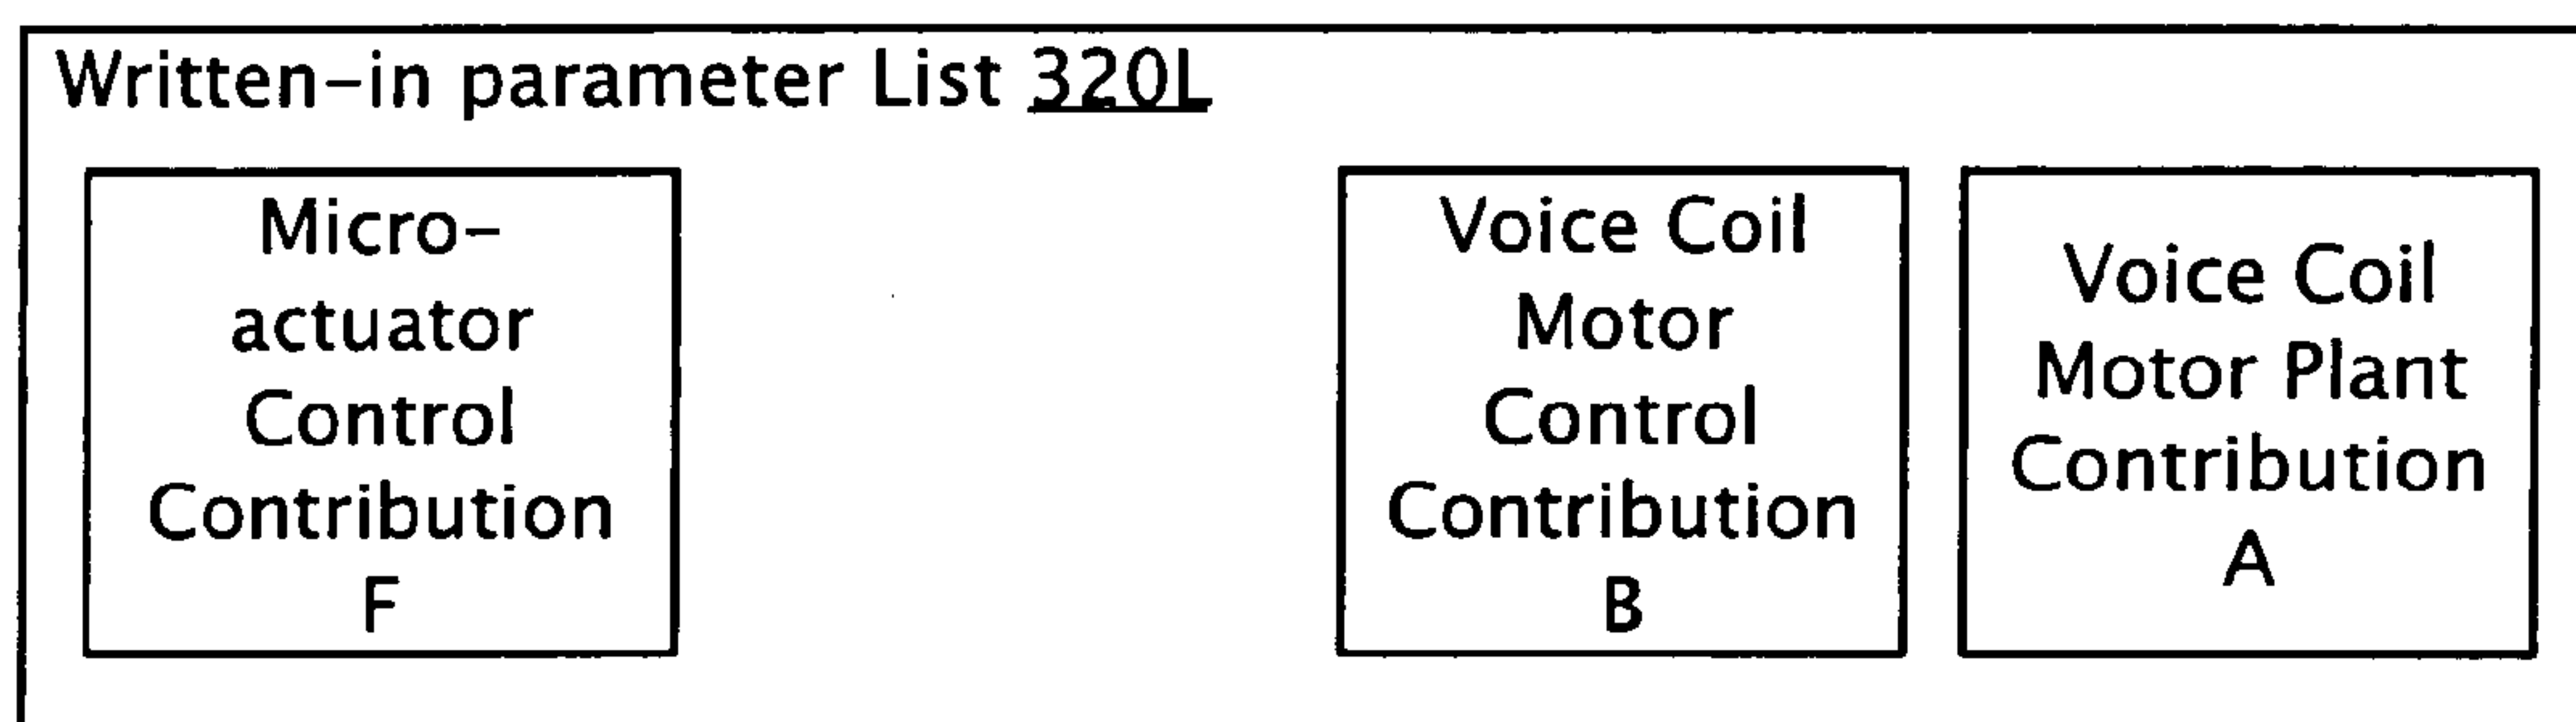 Written-in parameter List 320L
Micro-
actuator
Control
Contribution
F
Voice Coil
Motor
Control
Contribution
B
Voice Coil
Motor Plant
Contribution
A